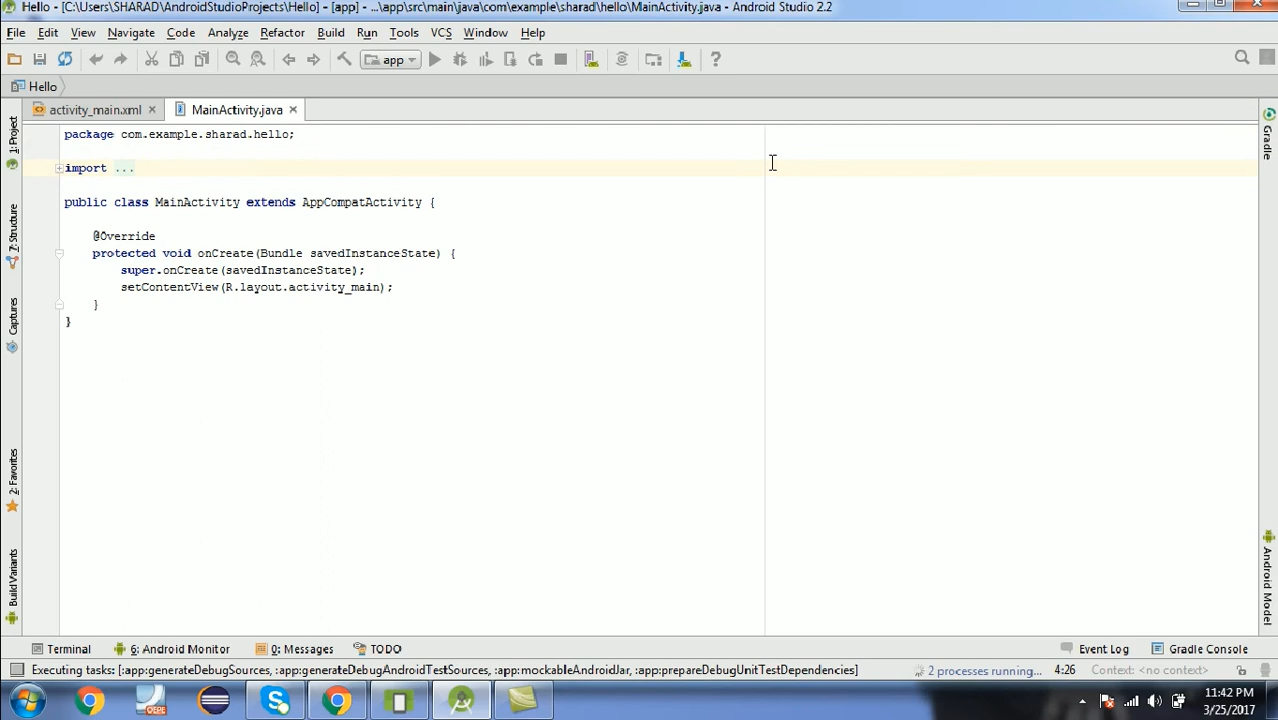 Hello - [C:\Users\SHARAD\AndroidStudioProjects\Hello] - [app] - ...\app\src\main\java\com\example\sharad\hello\MainActivity.java - Android Studio 2.2
File Edit View Navigate Code Analyze Refactor Build Run Tools VCS Window Help
app
Hello
activity_main.xml MainActivity.java
package com.example.sharad.hello;
import ...
public class MainActivity extends AppCompatActivity {
@Override
protected void onCreate(Bundle savedInstanceState) {
super.onCreate(savedInstanceState);
setContentView(R.layout.activity_main);
}
}
1: Project
7: Structure
Captures
2: Favorites
Build Variants
Gradle
Android Model
Terminal 6: Android Monitor 0: Messages TODO Event Log Gradle Console
Executing tasks: [:app:generateDebugSources, :app:generateDebugAndroidTestSources, :app:mockableAndroidJar, :app:prepareDebugUnitTestDependencies] 2 processes running... 4:26 Context: <no context>
OEPE
11:42 PM
3/25/2017